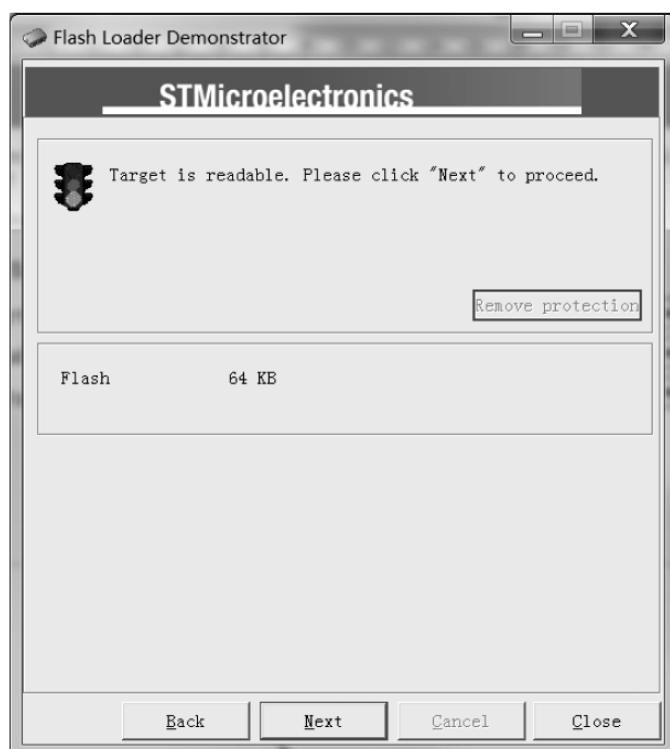 Flash Loader Demonstrator
STMicroelectronics
Target is readable. Please click "Next" to proceed.
Remove protection
Flash 64 KB
Back Next Cancel Close